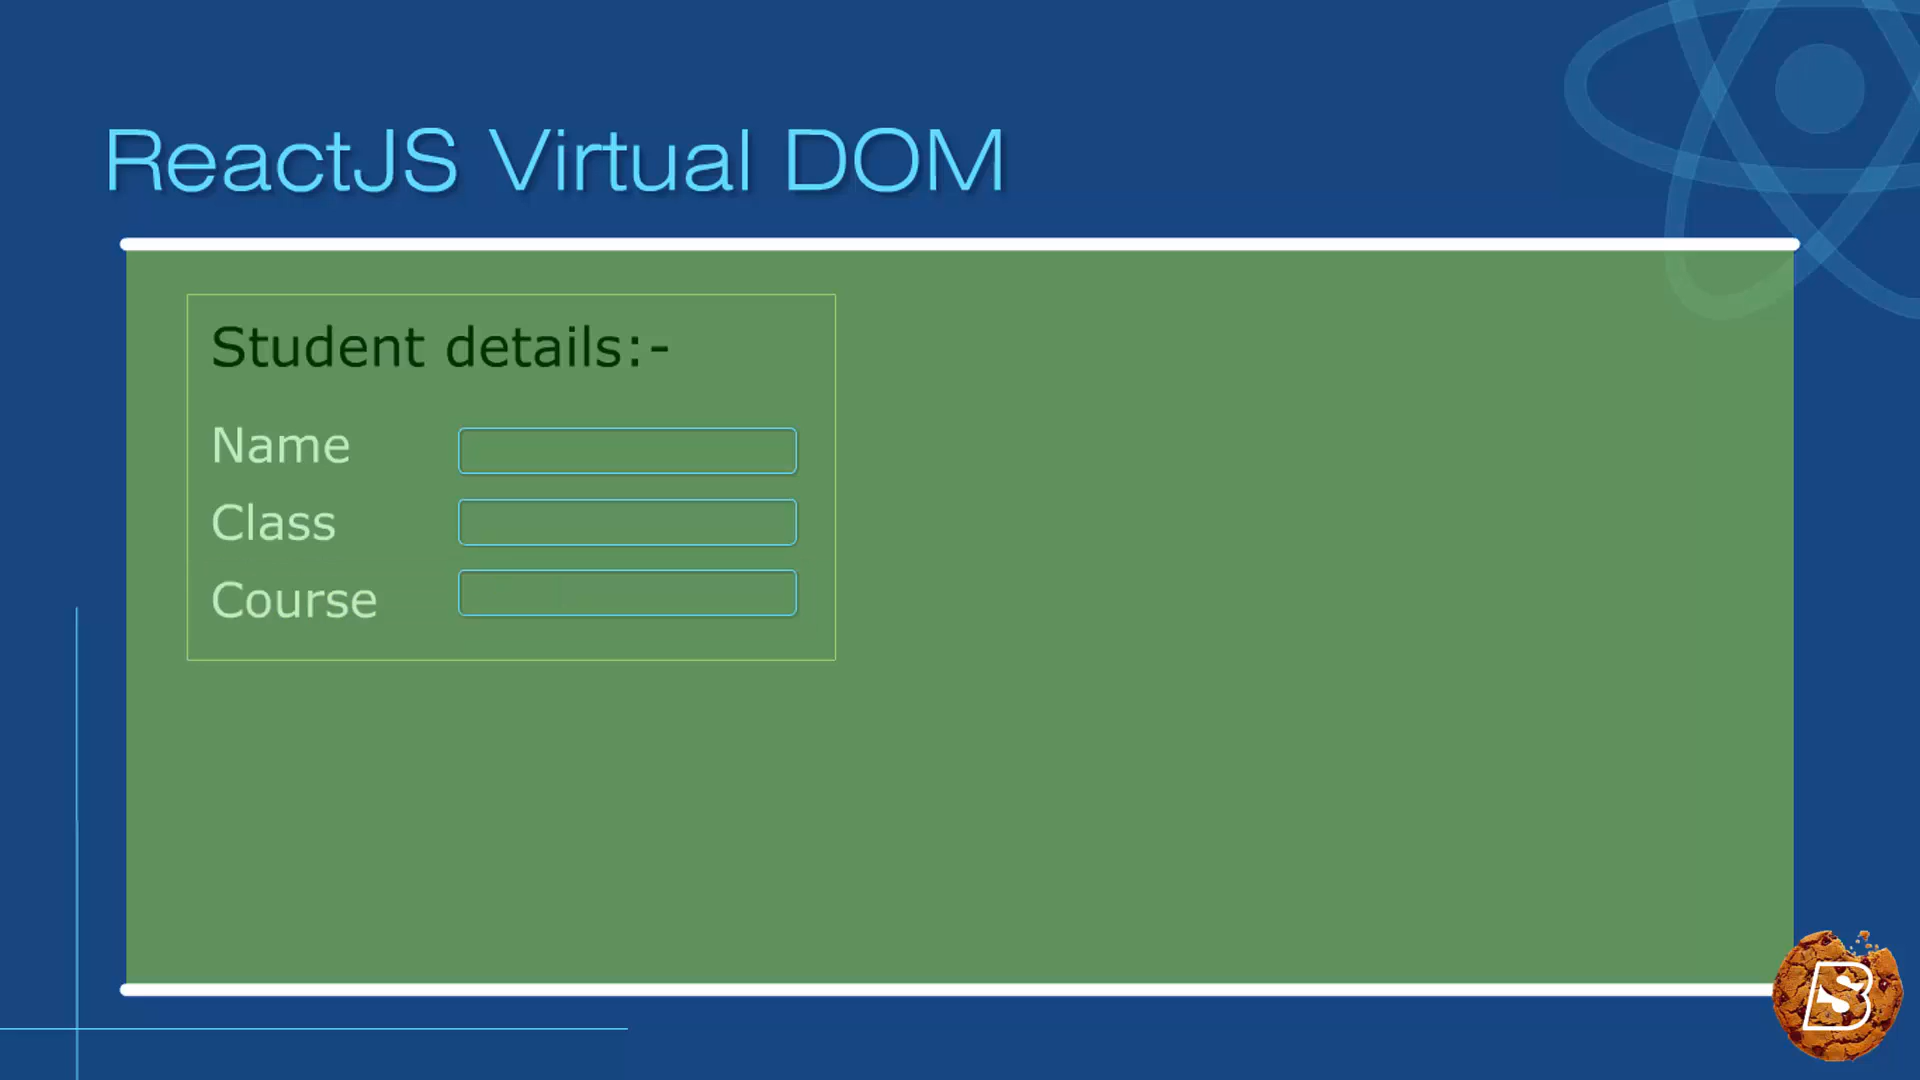 ReactJS Virtual DOM
Student details:-
Name
Class
Course